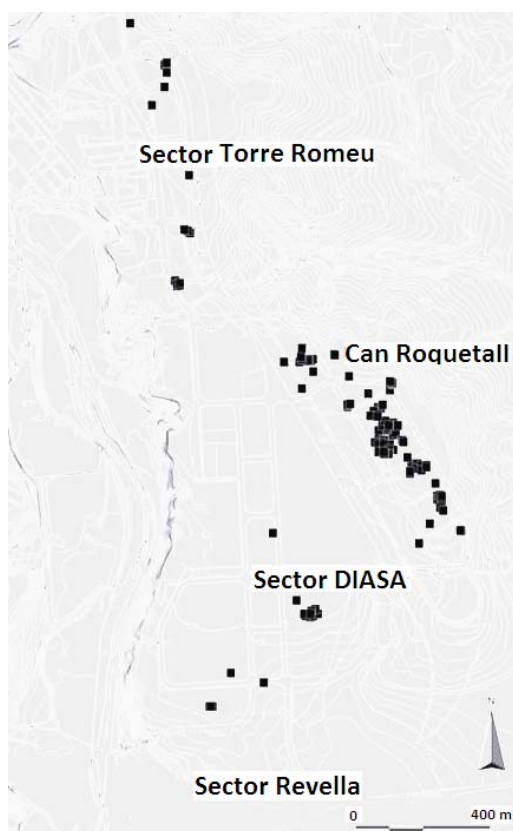 Sector Torre Romeu
Can Roquetall
Sector DIASA
Sector Revella
0 400 m